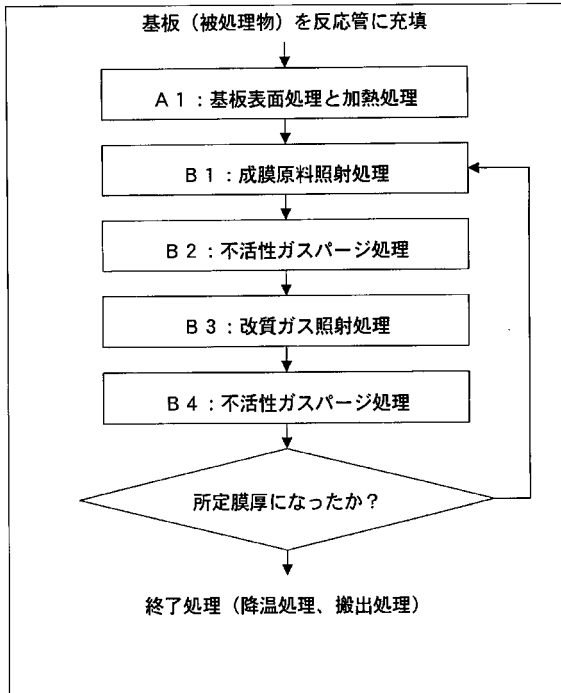 基板（被処理物）を反応管に充填
Ａ１：基板表面処理と加熱処理
Ｂ１：成膜原料照射処理
Ｂ２：不活性ガスパージ処理
Ｂ３：改質ガス照射処理
Ｂ４：不活性ガスパージ処理
所定膜厚になったか？
終了処理（降温処理、搬出処理）